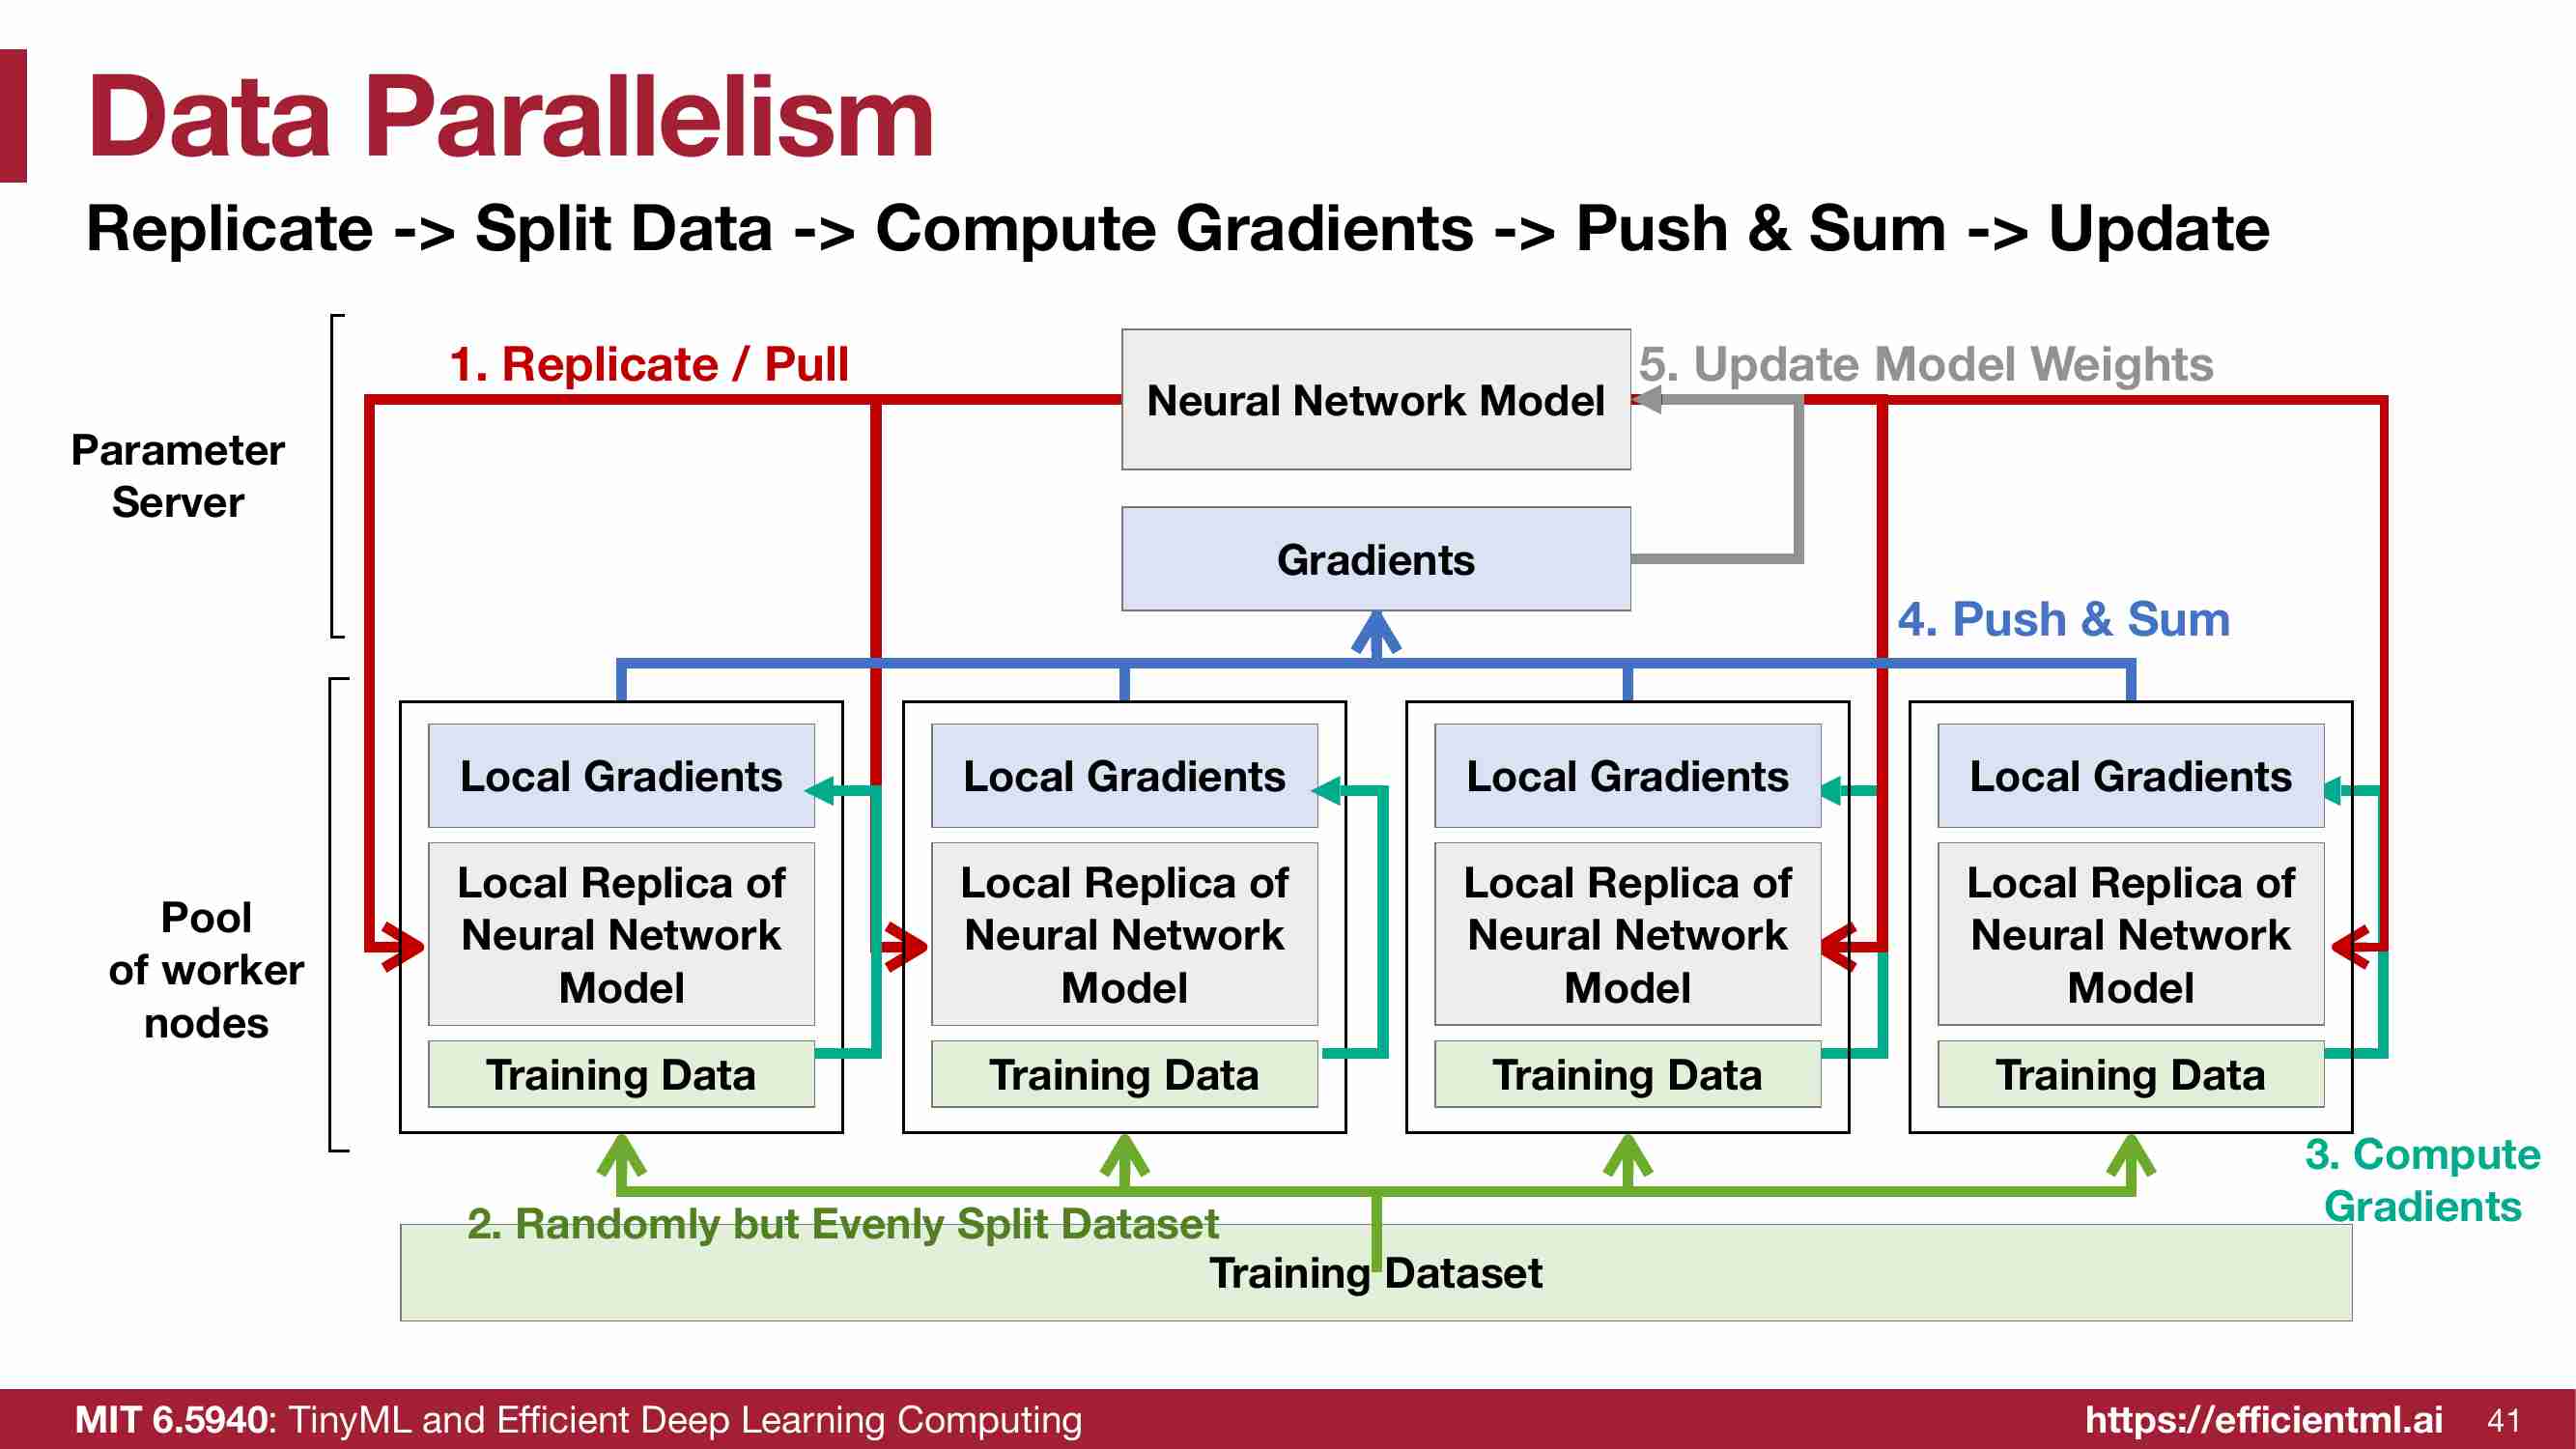 Data Parallelism
Replicate -> Split Data -> Compute Gradients -> Push & Sum -> Update
1. Replicate / Pull
Neural Network Model
5. Update Model Weights
Parameter
Server
Gradients
4. Push & Sum
Pool
of worker
nodes
Local Gradients
Local Replica of
Neural Network
Model
Training Data
Local Gradients
Local Replica of
Neural Network
Model
Training Data
Local Gradients
Local Replica of
Neural Network
Model
Training Data
Local Gradients
Local Replica of
Neural Network
Model
Training Data
3. Compute
Gradients
2. Randomly but Evenly Split Dataset
Training Dataset
MIT 6.5940: TinyML and Efficient Deep Learning Computing
https://efficientml.ai
41